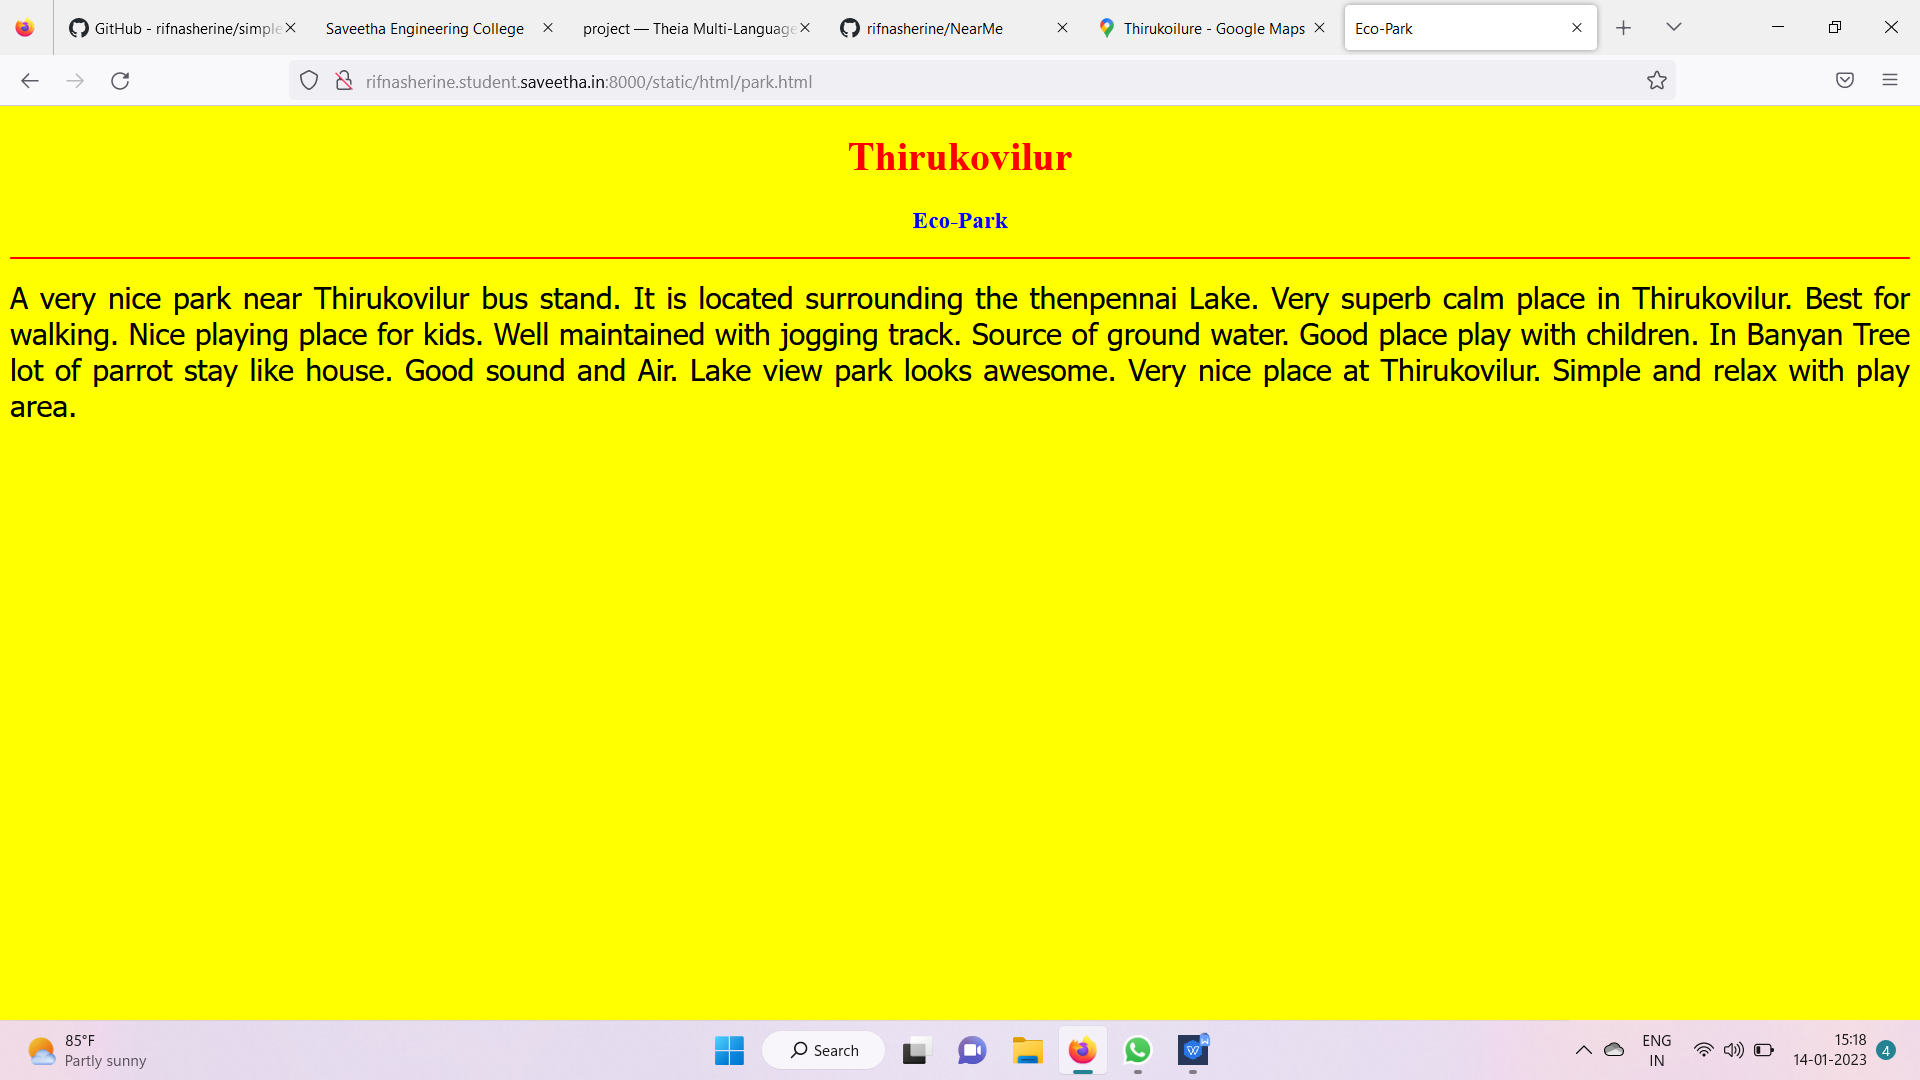 GitHub - rifnasherine/simple
Saveetha Engineering College
project — Theia Multi-Language
rifnasherine/NearMe
Thirukoilure - Google Maps
Eco-Park
rifnasherine.student.saveetha.in:8000/static/html/park.html
Thirukovilur
Eco-Park
A very nice park near Thirukovilur bus stand. It is located surrounding the thenpennai Lake. Very superb calm place in Thirukovilur. Best for
walking. Nice playing place for kids. Well maintained with jogging track. Source of ground water. Good place play with children. In Banyan Tree
lot of parrot stay like house. Good sound and Air. Lake view park looks awesome. Very nice place at Thirukovilur. Simple and relax with play
area.
85°F
Partly sunny
Search
ENG
IN
15:18
14-01-2023
4